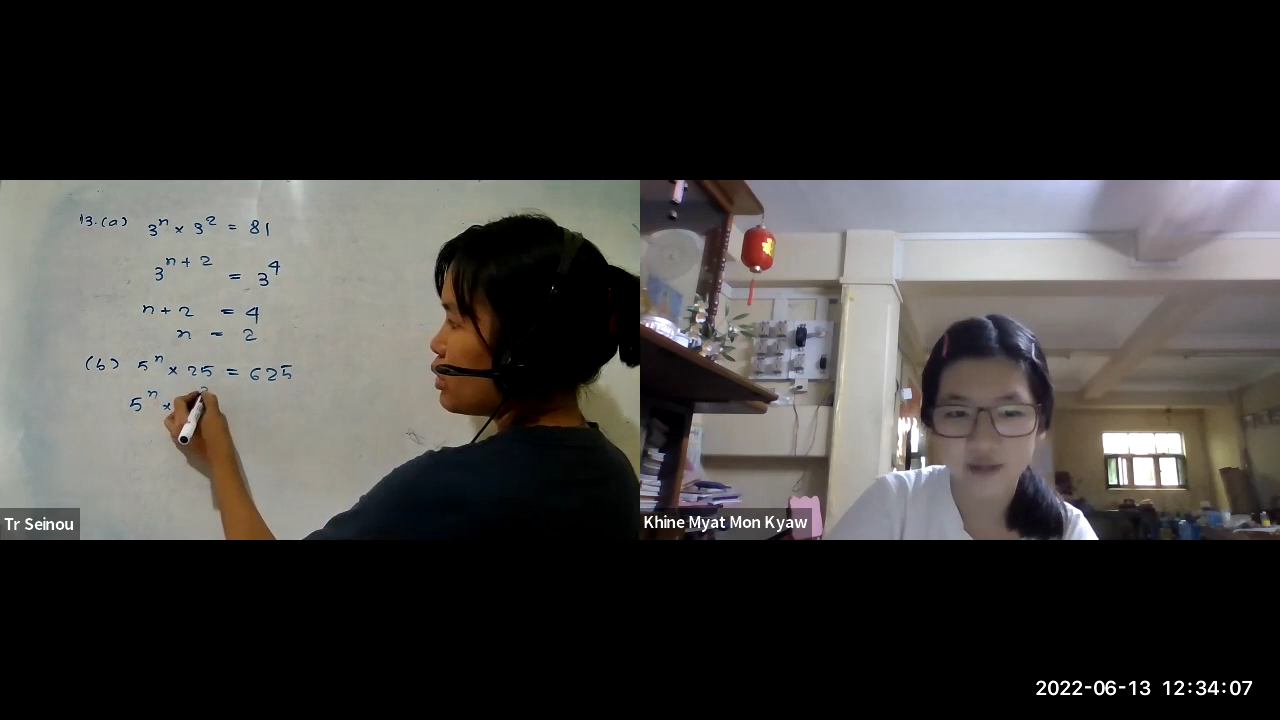 13.(a) 3ⁿ × 3² = 81
3ⁿ⁺² = 3⁴
n + 2 = 4
n = 2
(b) 5ⁿ × 25 = 625
5ⁿ ×
Tr Seinou
Khine Myat Mon Kyaw
2022-06-13 12:34:07